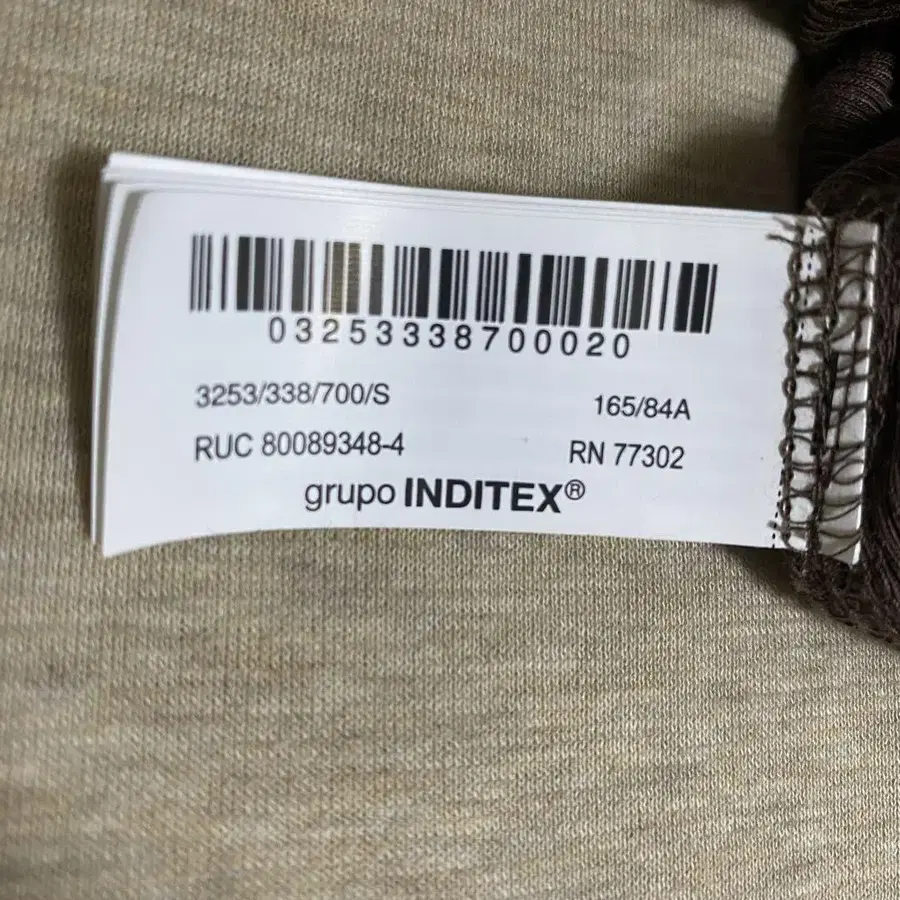 03253338700020
3253/338/700/S 165/84A
RUC 80089348-4 RN 77302
grupo INDITEX®